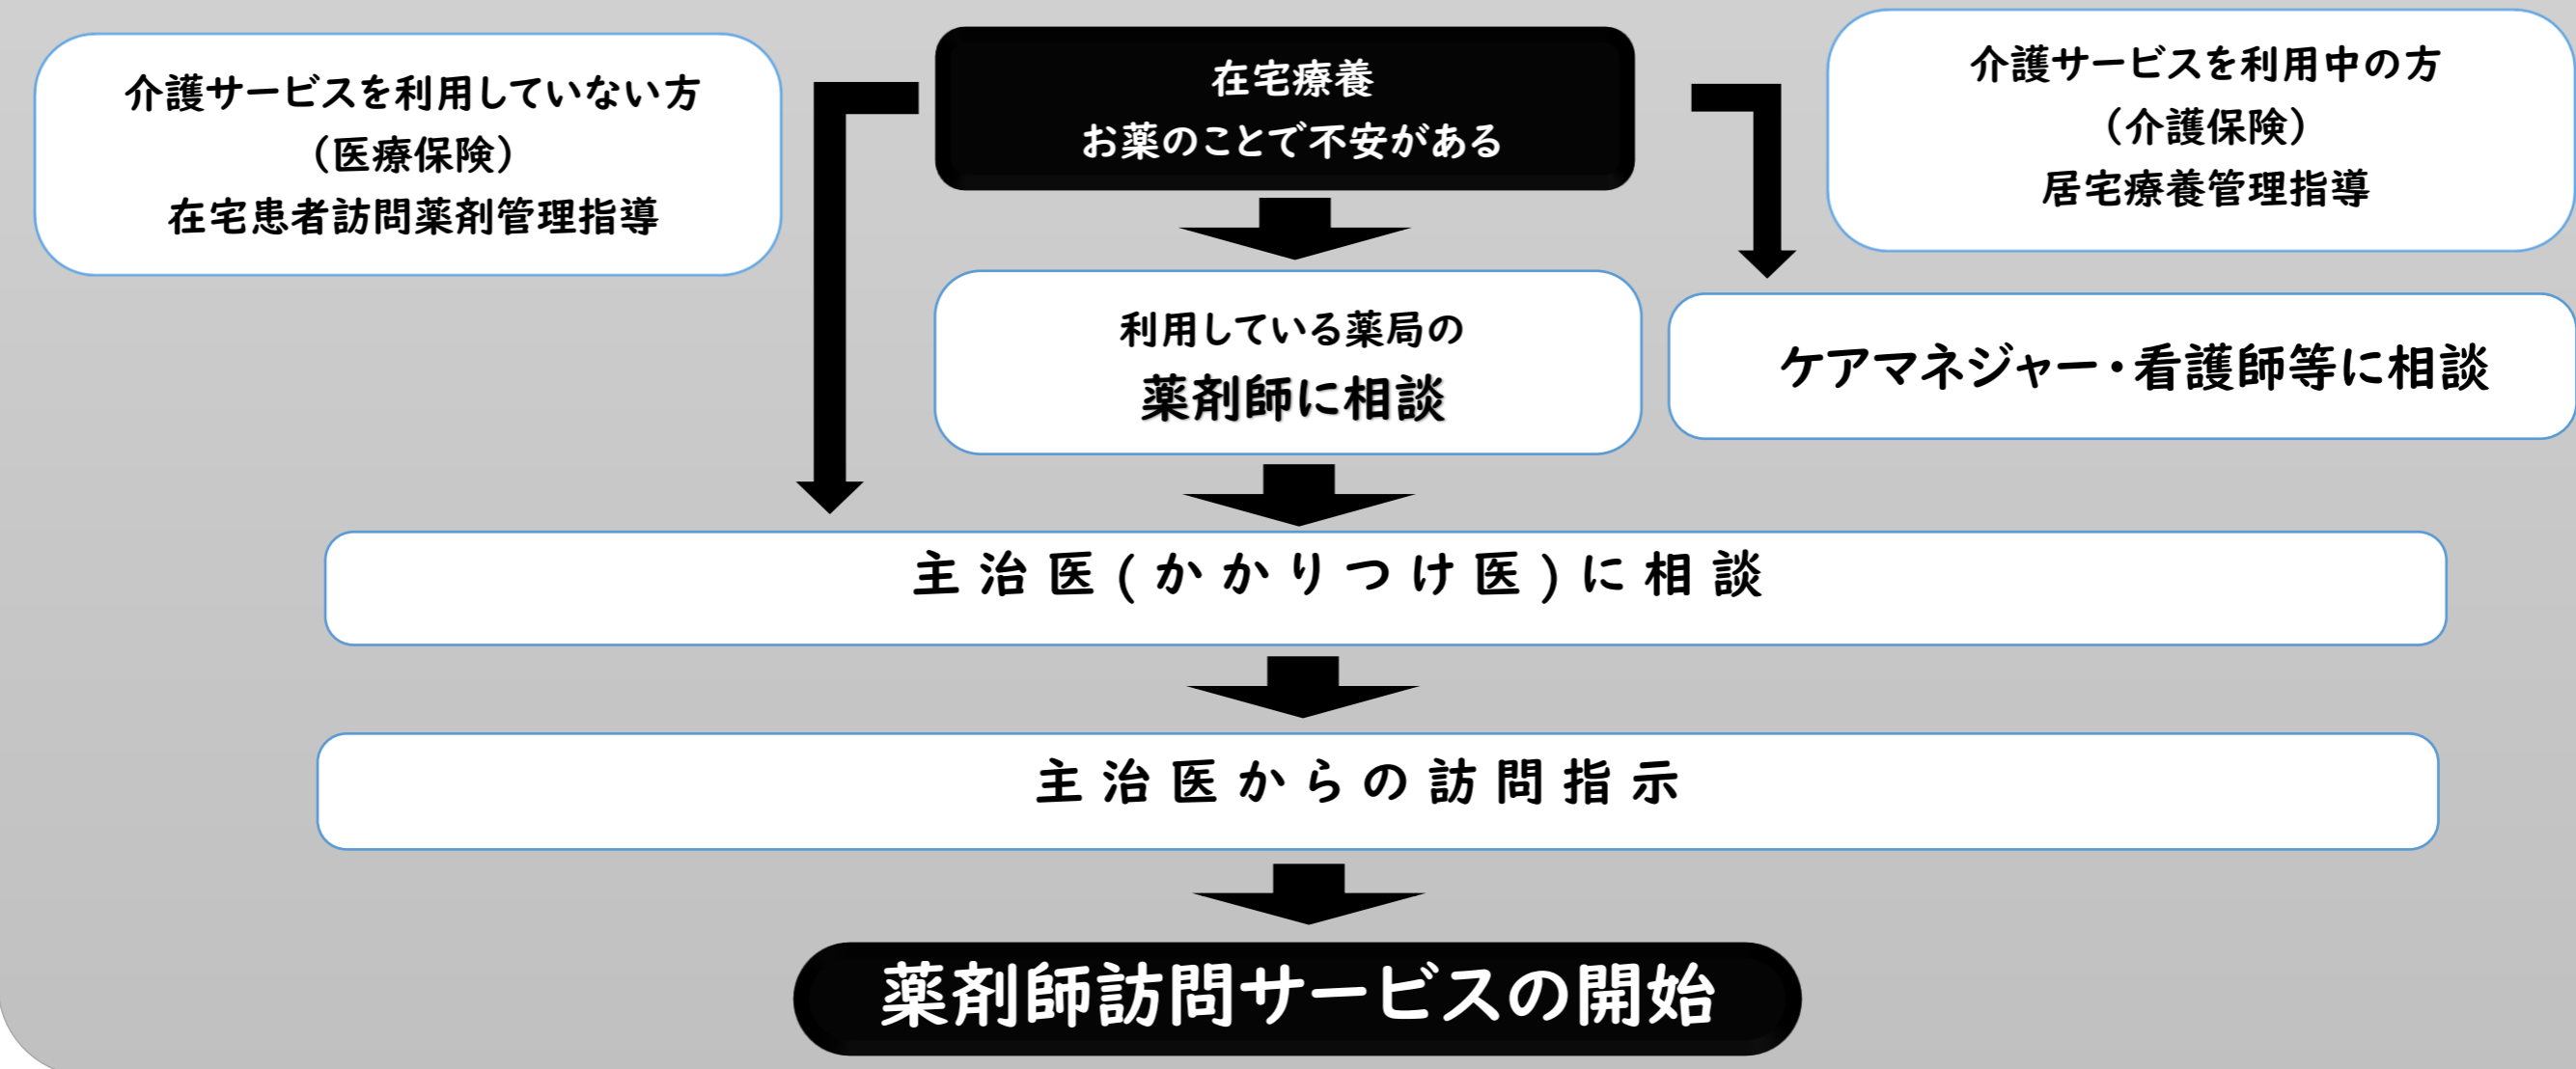 介護サービスを利用していない方
（医療保険）
在宅患者訪問薬剤管理指導
在宅療養
お薬のことで不安がある
介護サービスを利用中の方
（介護保険）
居宅療養管理指導
利用している薬局の
薬剤師に相談
ケアマネジャー・看護師等に相談
主治医(かかりつけ医)に相談
主治医からの訪問指示
薬剤師訪問サービスの開始